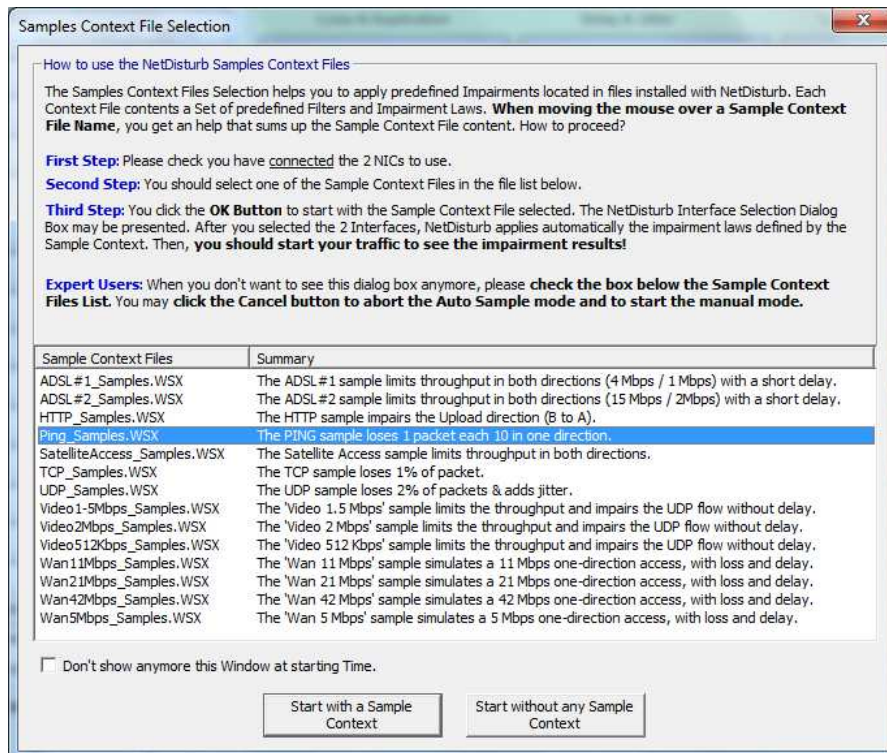 Samples Context File Selection
How to use the NetDisturb Samples Context Files
The Samples Context Files Selection helps you to apply predefined Impairments located in files installed with NetDisturb. Each
Context File contents a Set of predefined Filters and Impairment Laws. When moving the mouse over a Sample Context
File Name, you get an help that sums up the Sample Context File content. How to proceed?
First Step: Please check you have connected the 2 NICs to use.
Second Step: You should select one of the Sample Context Files in the file list below.
Third Step: You click the OK Button to start with the Sample Context File selected. The NetDisturb Interface Selection Dialog
Box may be presented. After you selected the 2 Interfaces, NetDisturb applies automatically the impairment laws defined by the
Sample Context. Then, you should start your traffic to see the impairment results!
Expert Users: When you don't want to see this dialog box anymore, please check the box below the Sample Context
Files List. You may click the Cancel button to abort the Auto Sample mode and to start the manual mode.
Sample Context Files Summary
ADSL#1_Samples.WSX The ADSL#1 sample limits throughput in both directions (4 Mbps / 1 Mbps) with a short delay.
ADSL#2_Samples.WSX The ADSL#2 sample limits throughput in both directions (15 Mbps / 2Mbps) with a short delay.
HTTP_Samples.WSX The HTTP sample impairs the Upload direction (B to A).
Ping_Samples.WSX The PING sample loses 1 packet each 10 in one direction.
SatelliteAccess_Samples.WSX The Satellite Access sample limits throughput in both directions.
TCP_Samples.WSX The TCP sample loses 1% of packet.
UDP_Samples.WSX The UDP sample loses 2% of packets & adds jitter.
Video1-5Mbps_Samples.WSX The 'Video 1.5 Mbps' sample limits the throughput and impairs the UDP flow without delay.
Video2Mbps_Samples.WSX The 'Video 2 Mbps' sample limits the throughput and impairs the UDP flow without delay.
Video512Kbps_Samples.WSX The 'Video 512 Kbps' sample limits the throughput and impairs the UDP flow without delay.
Wan11Mbps_Samples.WSX The 'Wan 11 Mbps' sample simulates a 11 Mbps one-direction access, with loss and delay.
Wan21Mbps_Samples.WSX The 'Wan 21 Mbps' sample simulates a 21 Mbps one-direction access, with loss and delay.
Wan42Mbps_Samples.WSX The 'Wan 42 Mbps' sample simulates a 42 Mbps one-direction access, with loss and delay.
Wan5Mbps_Samples.WSX The 'Wan 5 Mbps' sample simulates a 5 Mbps one-direction access, with loss and delay.
Don't show anymore this Window at starting Time.
Start with a Sample
Context
Start without any Sample
Context